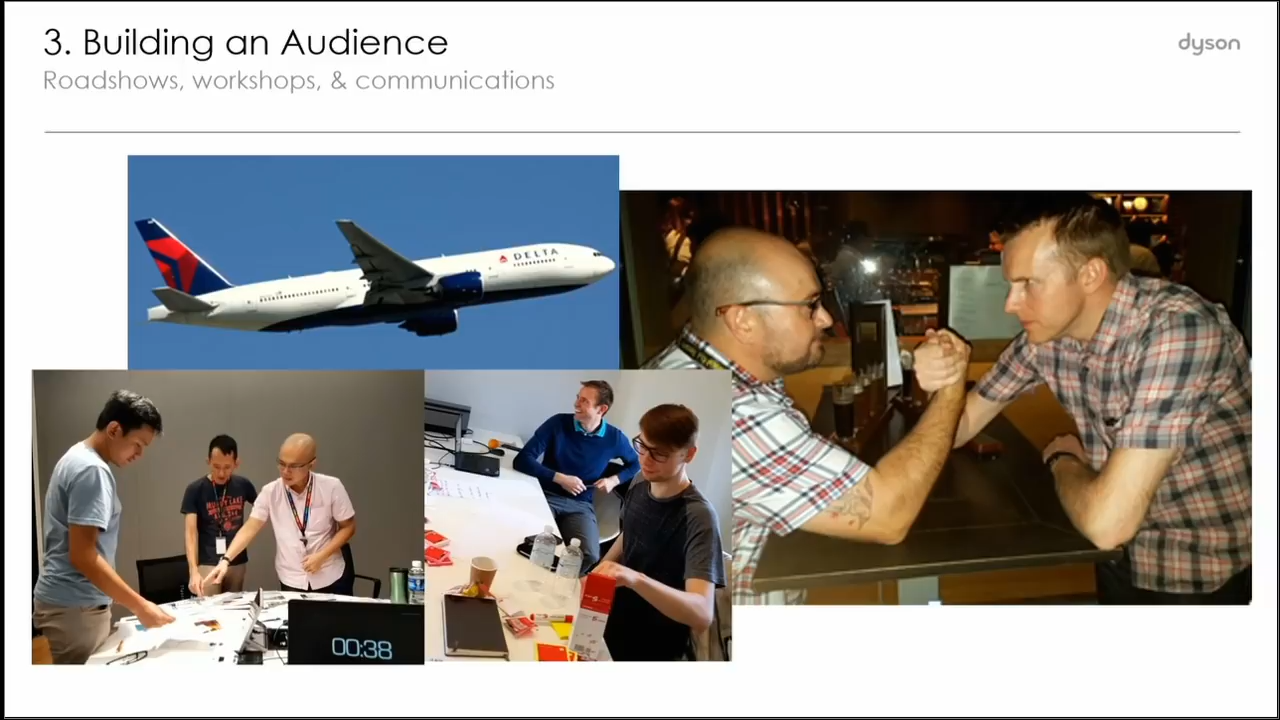 3. Building an Audience
dyson
Roadshows, workshops, & communications
DELTA
00:38